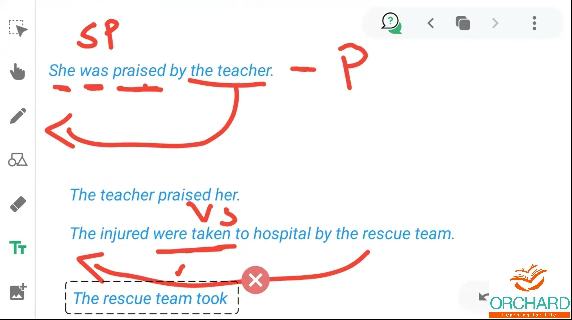 SP
She was praised by the teacher. – P
The teacher praised her.
VS
The injured were taken to hospital by the rescue team.
The rescue team took
ORCHARD